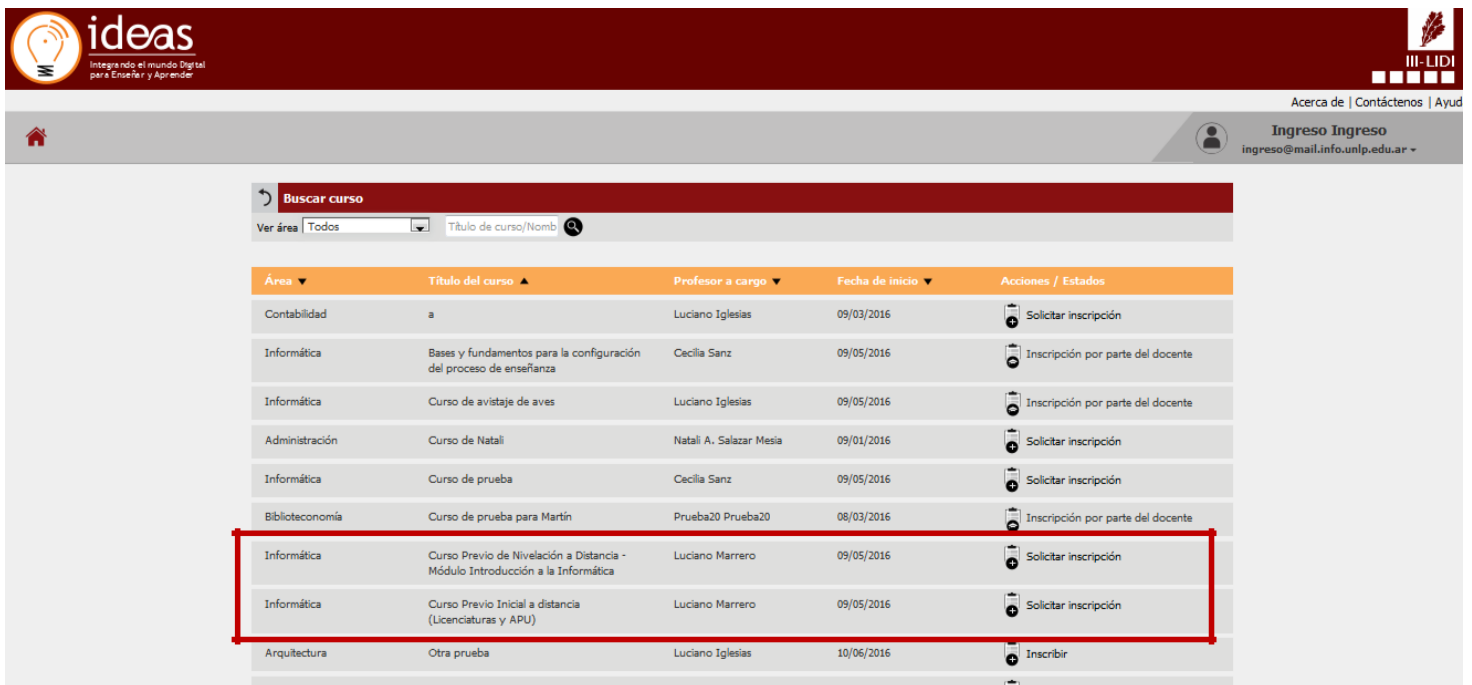 ideas
Integrando el mundo Digital
para Enseñar y Aprender
III-LIDI
Acerca de | Contáctenos | Ayud
Ingreso Ingreso
ingreso@mail.info.unlp.edu.ar
Buscar curso
Ver área Todos Título de curso/Nomb
Área Título del curso Profesor a cargo Fecha de inicio Acciones / Estados
Contabilidad a Luciano Iglesias 09/03/2016 Solicitar inscripción
Informática Bases y fundamentos para la configuración Cecilia Sanz 09/05/2016 Inscripción por parte del docente
del proceso de enseñanza
Informática Curso de avistaje de aves Luciano Iglesias 09/05/2016 Inscripción por parte del docente
Administración Curso de Natali Natali A. Salazar Mesia 09/01/2016 Solicitar inscripción
Informática Curso de prueba Cecilia Sanz 09/05/2016 Solicitar inscripción
Biblioteconomía Curso de prueba para Martín Prueba20 Prueba20 08/03/2016 Inscripción por parte del docente
Informática Curso Previo de Nivelación a Distancia - Luciano Marrero 09/05/2016 Solicitar inscripción
Módulo Introducción a la Informática
Informática Curso Previo Inicial a distancia Luciano Marrero 09/05/2016 Solicitar inscripción
(Licenciaturas y APU)
Arquitectura Otra prueba Luciano Iglesias 10/06/2016 Inscribir